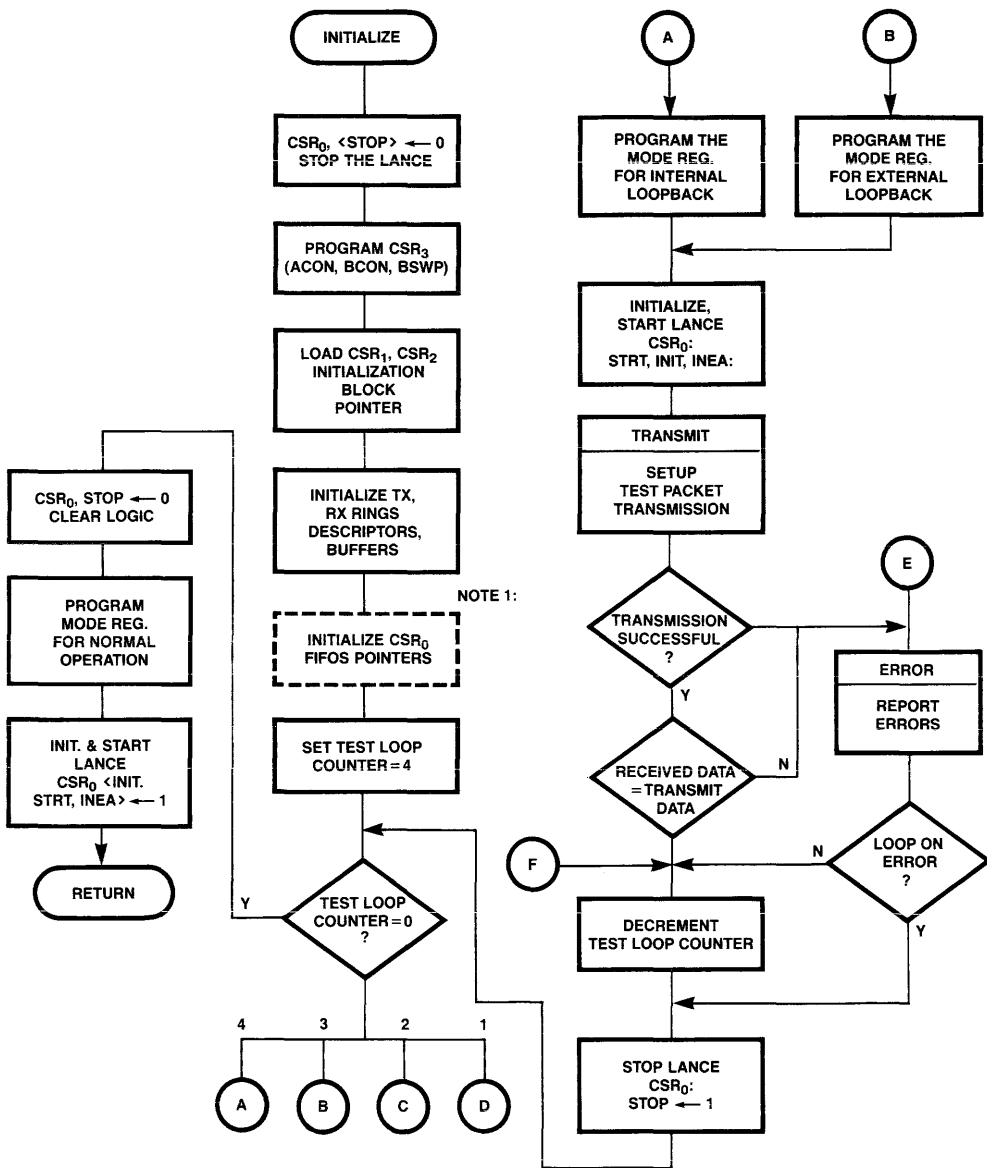 INITIALIZE
CSR0, <STOP> ← 0
STOP THE LANCE
PROGRAM CSR3
(ACON, BCON, BSWP)
LOAD CSR1, CSR2
INITIALIZATION
BLOCK
POINTER
INITIALIZE TX,
RX RINGS
DESCRIPTORS,
BUFFERS
NOTE 1:
INITIALIZE CSR0
FIFOS POINTERS
SET TEST LOOP
COUNTER = 4
TEST LOOP
COUNTER = 0
?
Y
4
3
2
1
A
B
C
D
CSR0, STOP ← 0
CLEAR LOGIC
PROGRAM
MODE REG.
FOR NORMAL
OPERATION
INIT. & START
LANCE
CSR0 <INIT.
STRT, INEA> ← 1
RETURN
A
B
PROGRAM THE
MODE REG.
FOR INTERNAL
LOOPBACK
PROGRAM THE
MODE REG.
FOR EXTERNAL
LOOPBACK
INITIALIZE,
START LANCE
CSR0:
STRT, INIT, INEA:
TRANSMIT
SETUP
TEST PACKET
TRANSMISSION
TRANSMISSION
SUCCESSFUL
?
Y
RECEIVED DATA
= TRANSMIT
DATA
N
E
ERROR
REPORT
ERRORS
LOOP ON
ERROR
?
N
Y
F
DECREMENT
TEST LOOP COUNTER
STOP LANCE
CSR0:
STOP ← 1